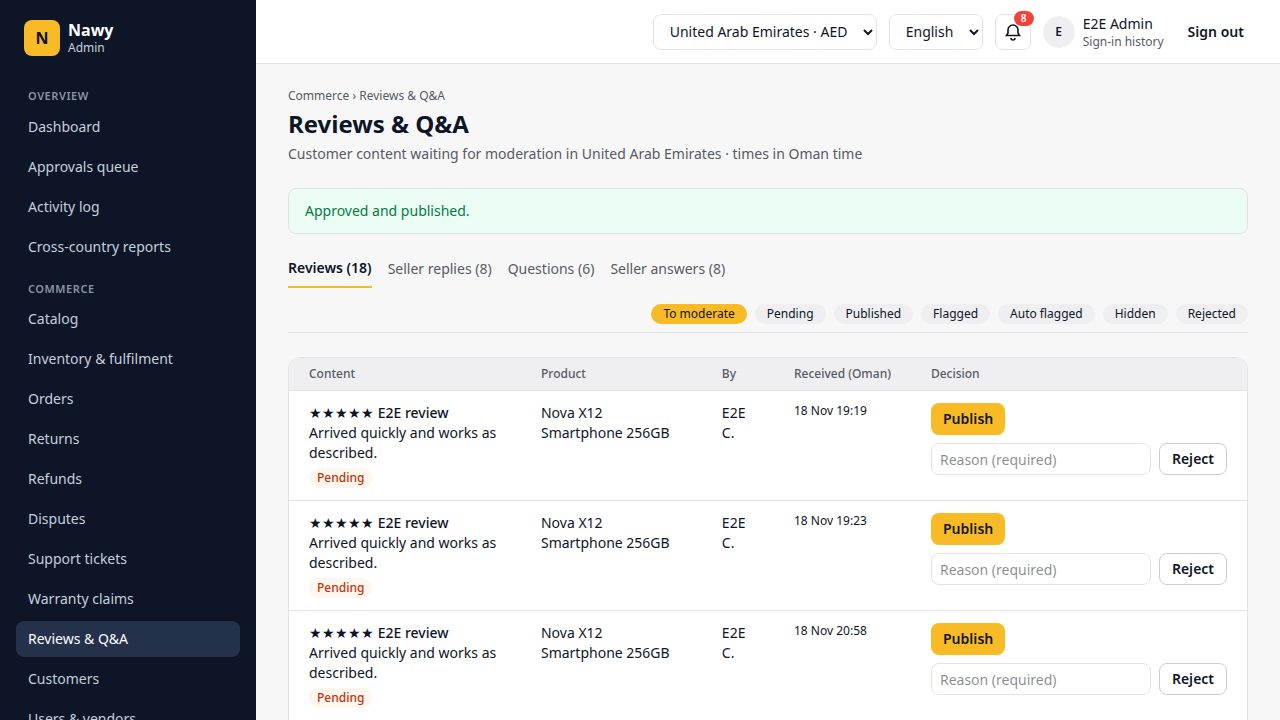 N
Nawy
Admin
OVERVIEW
Dashboard
Approvals queue
Activity log
Cross-country reports
COMMERCE
Catalog
Inventory & fulfilment
Orders
Returns
Refunds
Disputes
Support tickets
Warranty claims
Reviews & Q&A
Customers
Users & vendors
United Arab Emirates · AED
English
8
E
E2E Admin
Sign-in history
Sign out
Commerce › Reviews & Q&A
Reviews & Q&A
Customer content waiting for moderation in United Arab Emirates · times in Oman time
Approved and published.
Reviews (18) Seller replies (8) Questions (6) Seller answers (8)
To moderate Pending Published Flagged Auto flagged Hidden Rejected
Content Product By Received (Oman) Decision
★★★★★ E2E review
Arrived quickly and works as
described.
Pending
Nova X12
Smartphone 256GB
E2E
C.
18 Nov 19:19
Publish
Reason (required) Reject
★★★★★ E2E review
Arrived quickly and works as
described.
Pending
Nova X12
Smartphone 256GB
E2E
C.
18 Nov 19:23
Publish
Reason (required) Reject
★★★★★ E2E review
Arrived quickly and works as
described.
Pending
Nova X12
Smartphone 256GB
E2E
C.
18 Nov 20:58
Publish
Reason (required) Reject